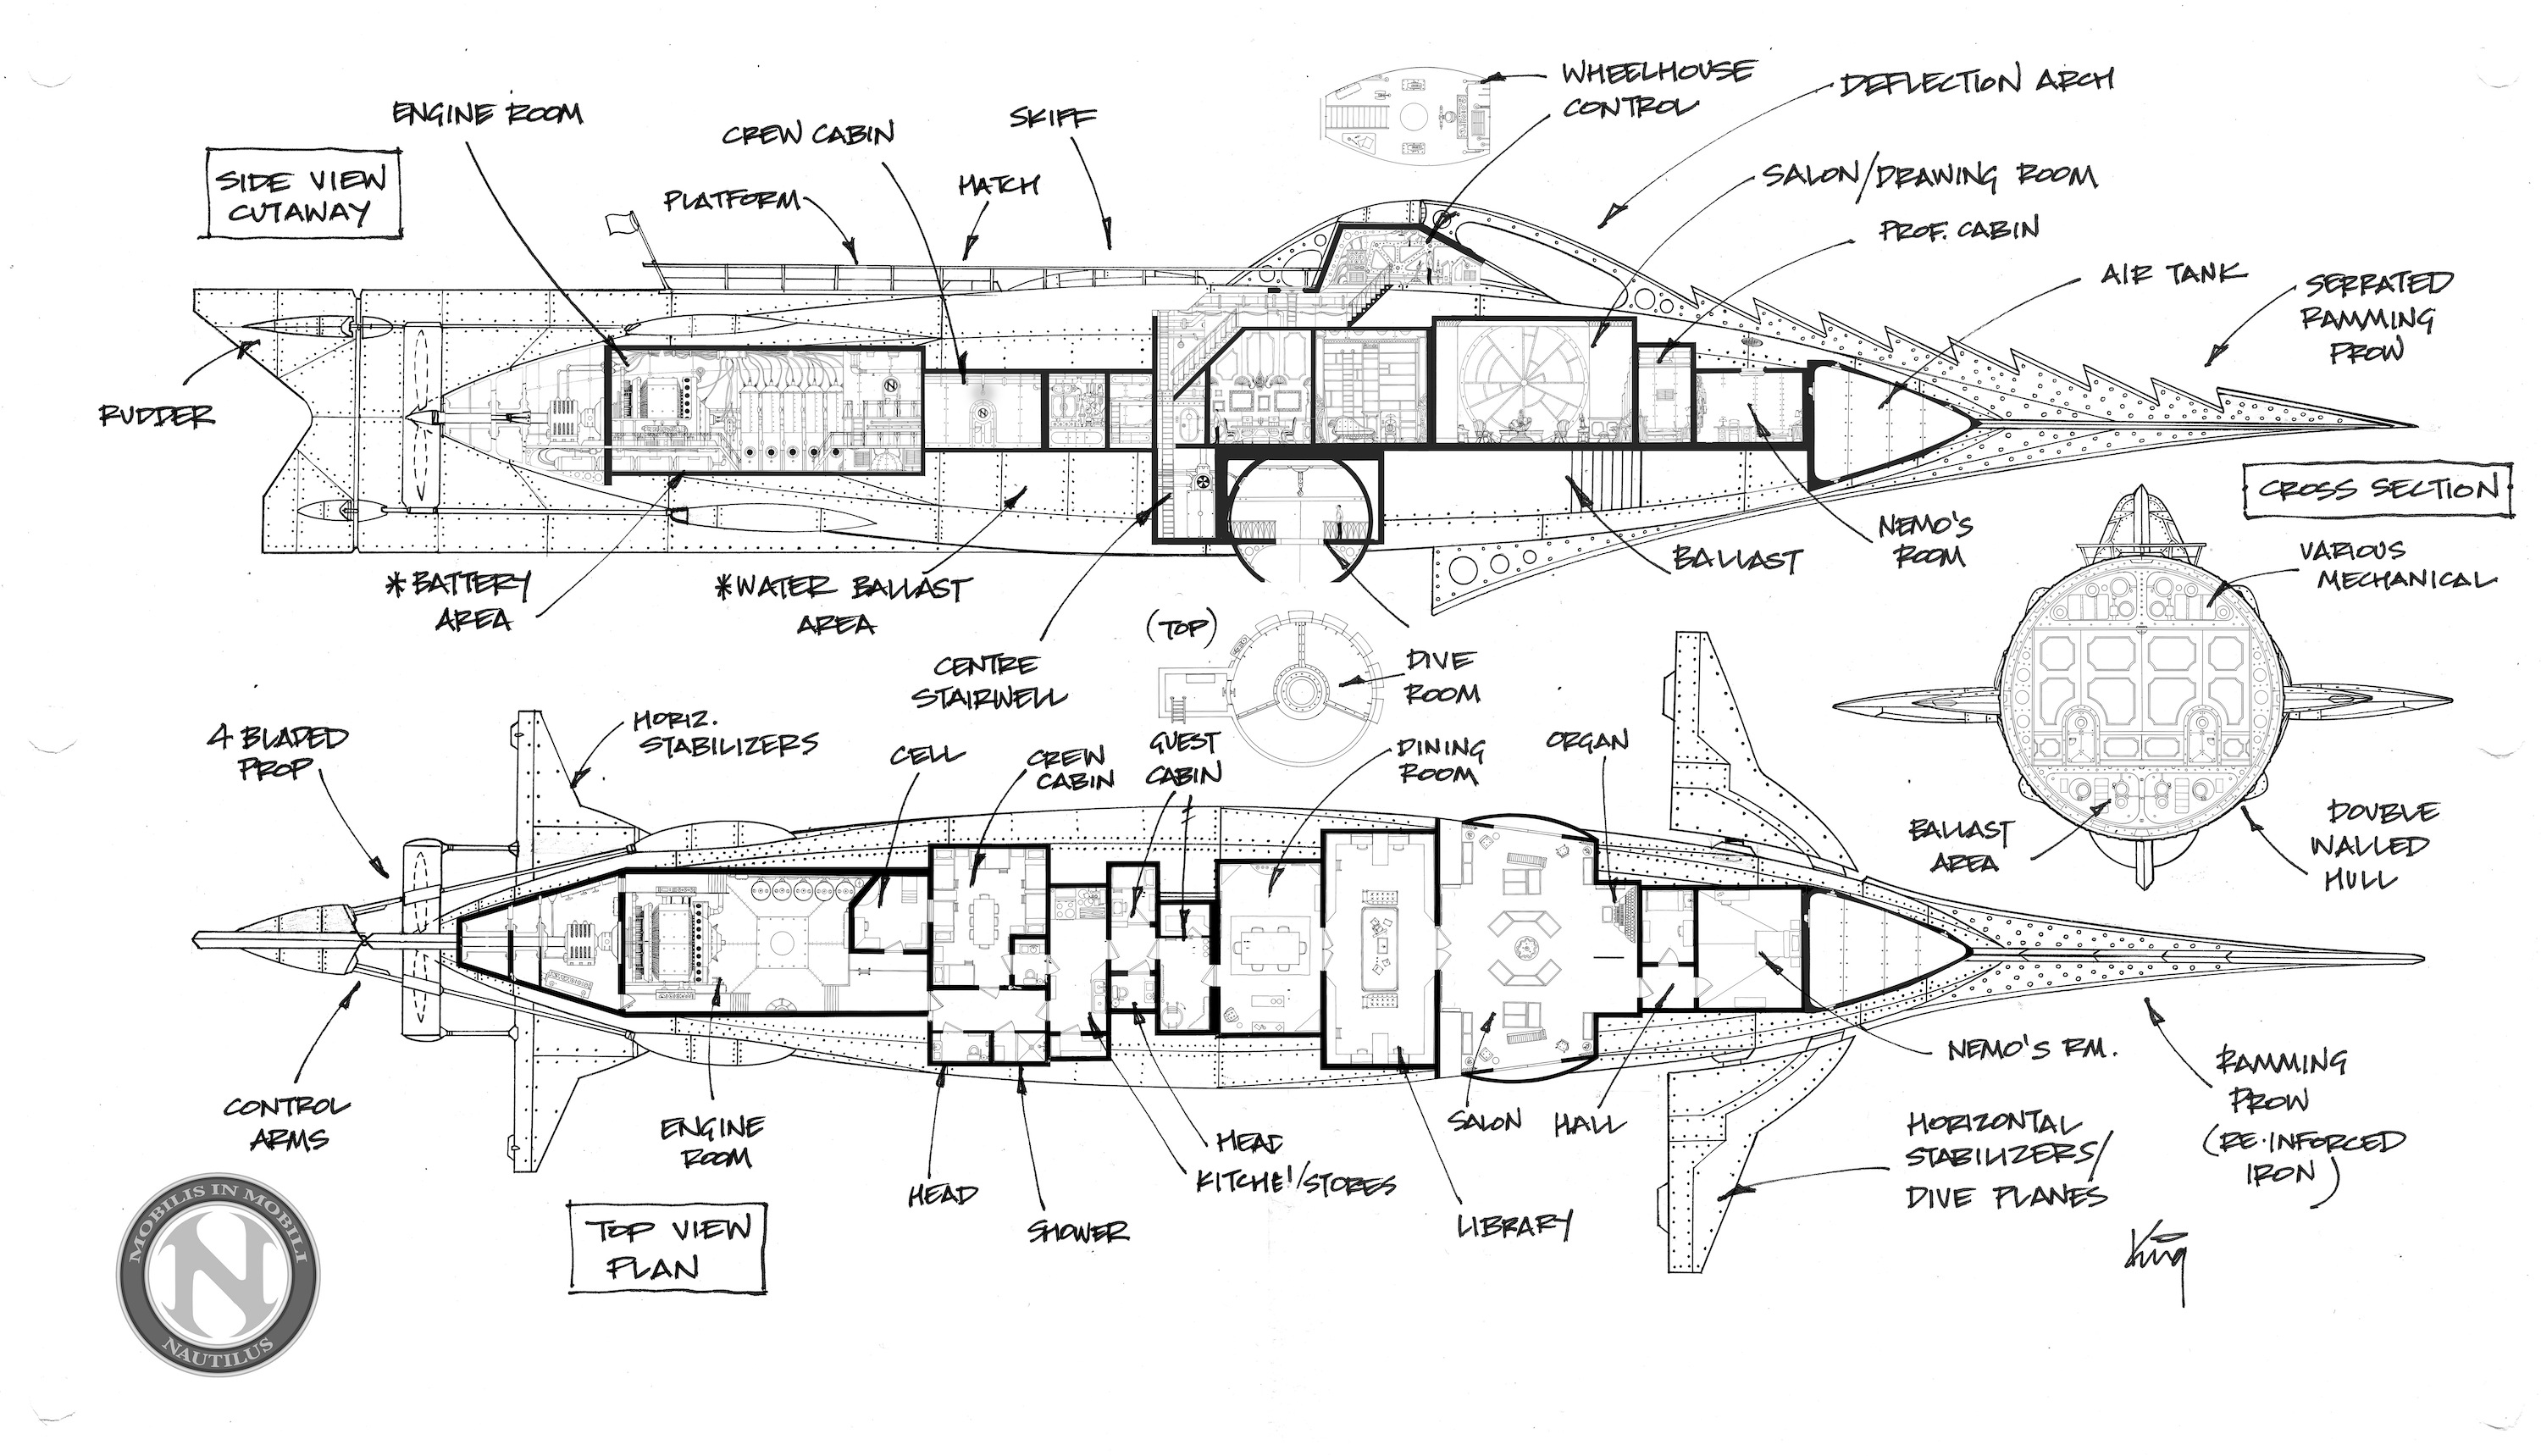 SIDE VIEW
CUTAWAY
ENGINE ROOM
PLATFORM
CREW CABIN
HATCH
SKIFF
WHEELHOUSE
CONTROL
DEFLECTION ARCH
SALON/DRAWING ROOM
PROF. CABIN
AIR TANK
SERRATED
RAMMING
PROW
RUDDER
N
N
*BATTERY
AREA
*WATER BALLAST
AREA
CENTRE
STAIRWELL
(TOP)
DIVE
ROOM
BALLAST
NEMO'S
ROOM
CROSS SECTION
VARIOUS
MECHANICAL
BALLAST
AREA
DOUBLE
WALLED
HULL
4 BLADED
PROP
HORIZ.
STABILIZERS
CELL
CREW
CABIN
GUEST
CABIN
DINING
ROOM
ORGAN
CONTROL
ARMS
ENGINE
ROOM
HEAD
SHOWER
HEAD
KITCHEN/STORES
LIBRARY
SALON
HALL
NEMO'S RM.
HORIZONTAL
STABILIZERS/
DIVE PLANES
RAMMING
PROW
(RE-INFORCED
IRON)
TOP VIEW
PLAN
MOBILIS IN MOBILI
N
NAUTILUS
King